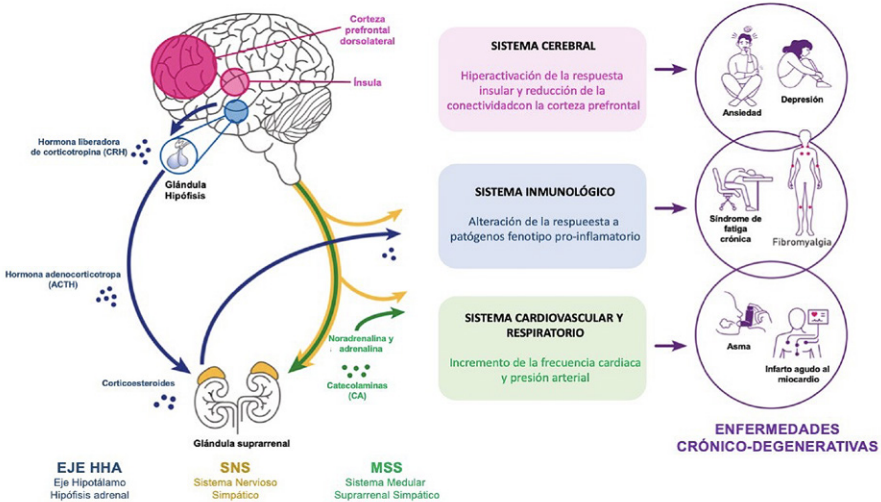 Corteza
prefrontal
dorsolateral
Ínsula
Hormona liberadora
de corticotropina (CRH)
Glándula
Hipófisis
Hormona adenocorticotropa
(ACTH)
Corticoesteroides
Noradrenalina y
adrenalina
Catecolaminas
(CA)
Glándula suprarrenal
EJE HHA
Eje Hipotálamo
Hipófisis adrenal
SNS
Sistema Nervioso
Simpático
MSS
Sistema Medular
Suprarrenal Simpático
SISTEMA CEREBRAL
Hiperactivación de la respuesta
insular y reducción de la
conectividadcon la corteza prefrontal
SISTEMA INMUNOLÓGICO
Alteración de la respueesta a
patógenos fenotipo pro-inflamatorio
SISTEMA CARDIOVASCULAR Y
RESPIRATORIO
Incremento de la frecuencia cardiaca
y presión arterial
Ansiedad
Depresión
Síndrome de
fatiga
crónica
Fibromyalgia
Asma
Infarto agudo al
miocardio
ENFERMEDADES
CRÓNICO-DEGENERATIVAS